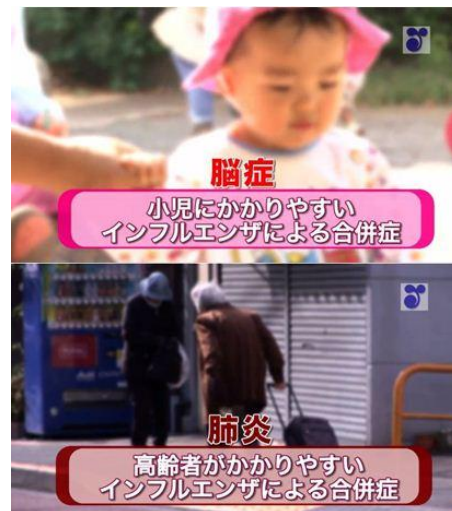 脳症
小児にかかりやすい
インフルエンザによる合併症
肺炎
高齢者がかかりやすい
インフルエンザによる合併症